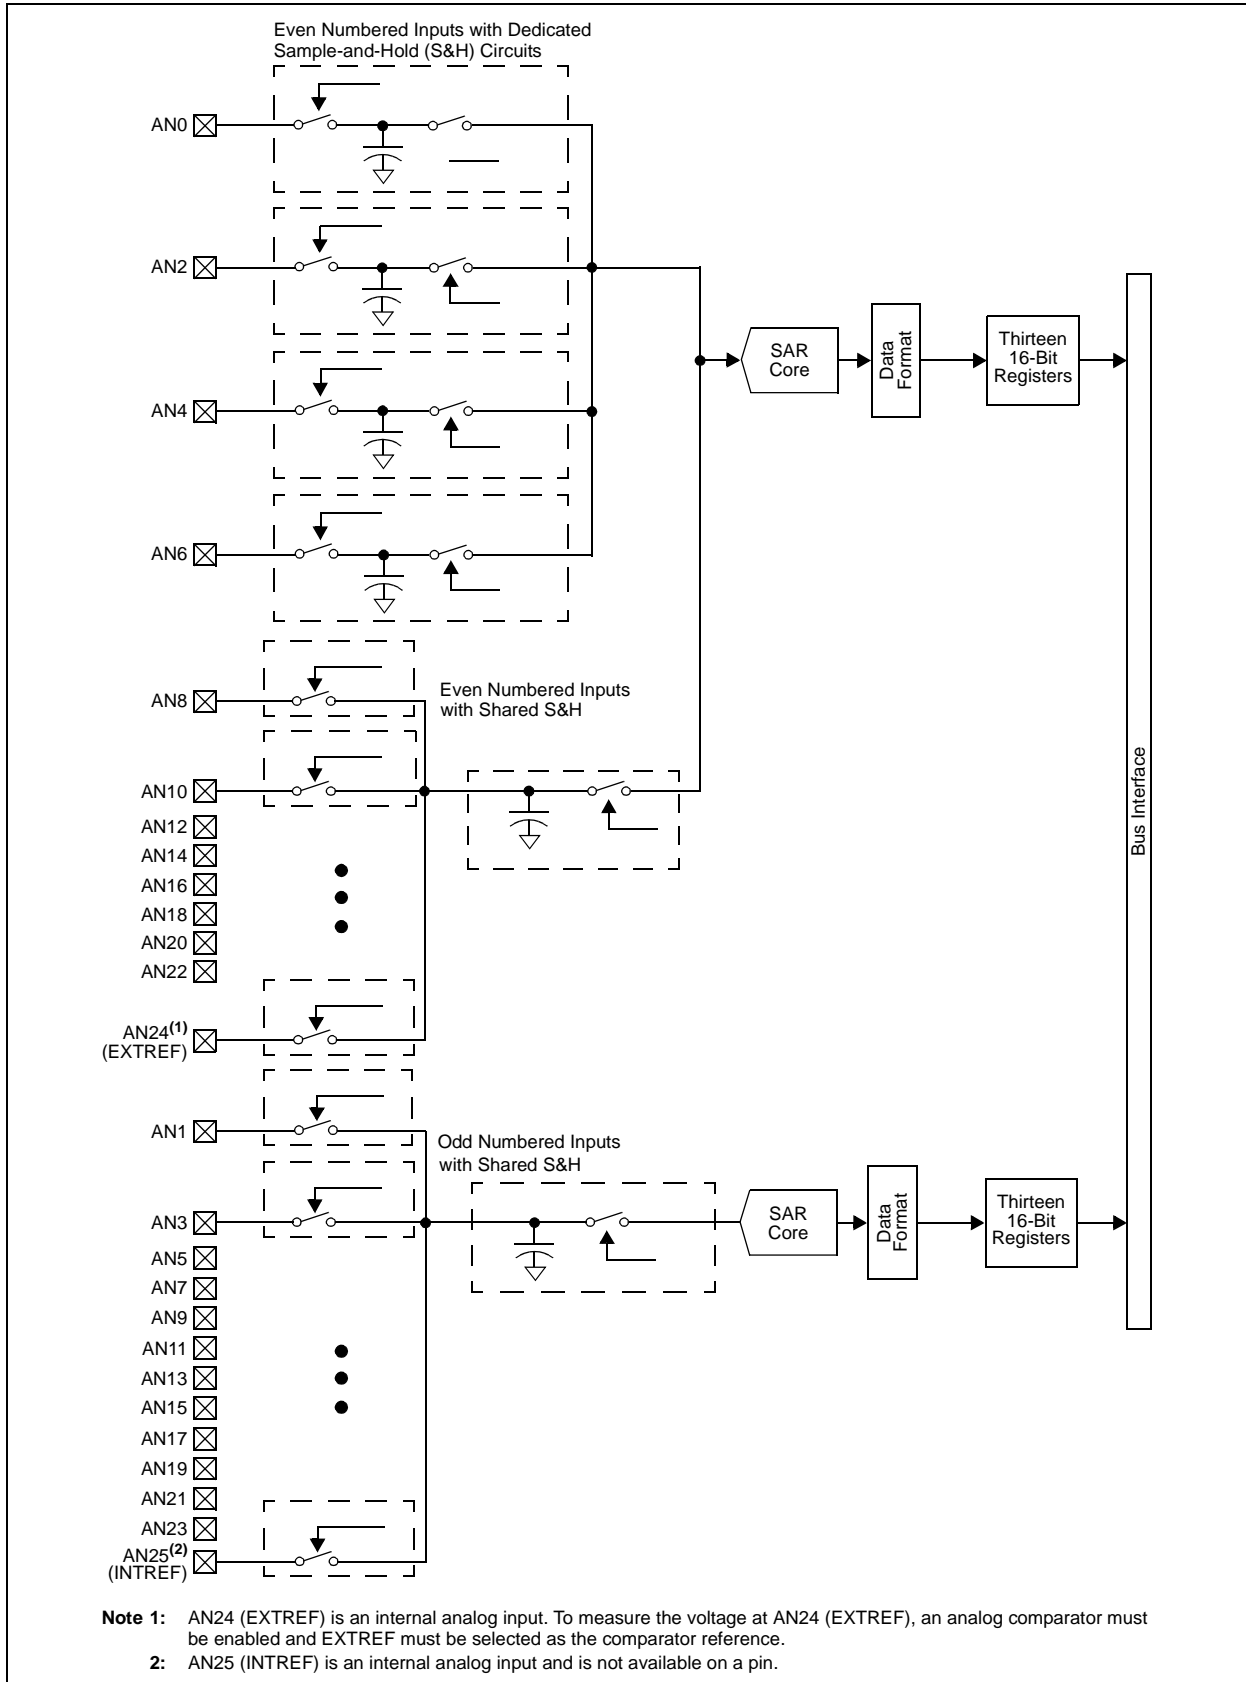 Even Numbered Inputs with Dedicated
Sample-and-Hold (S&H) Circuits
AN0
AN2
AN4
AN6
SAR
Core
Data
Format
Thirteen
16-Bit
Registers
AN8
Even Numbered Inputs
with Shared S&H
AN10
AN12
AN14
AN16
AN18
AN20
AN22
AN24(1)
(EXTREF)
Bus Interface
AN1
Odd Numbered Inputs
with Shared S&H
AN3
SAR
Core
Data
Format
Thirteen
16-Bit
Registers
AN5
AN7
AN9
AN11
AN13
AN15
AN17
AN19
AN21
AN23
AN25(2)
(INTREF)
Note 1: AN24 (EXTREF) is an internal analog input. To measure the voltage at AN24 (EXTREF), an analog comparator must
be enabled and EXTREF must be selected as the comparator reference.
2: AN25 (INTREF) is an internal analog input and is not available on a pin.